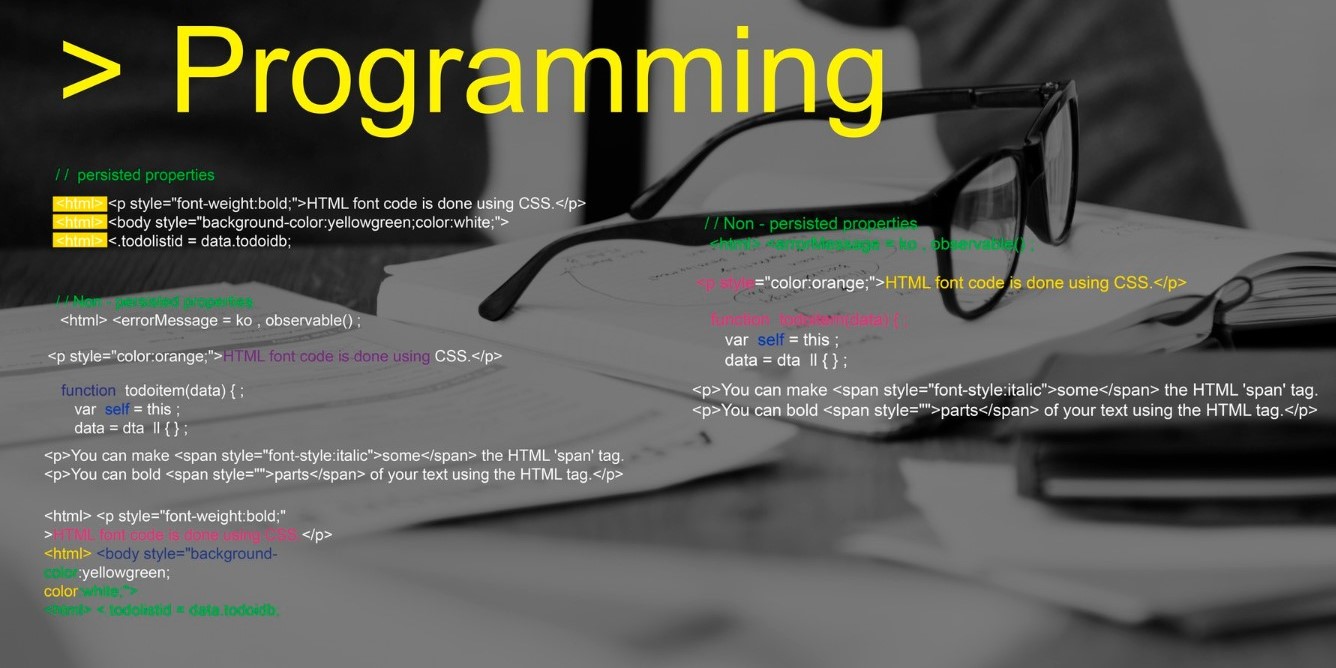 > Programming
// persisted properties
<html> <p style="font-weight:bold;">HTML font code is done using CSS.</p>
<html> <body style="background-color:yellowgreen;color:white;">
<html> <.todolistid = data.todoidb;
// Non - persisted properties
<html> <errorMessage = ko , observable() ;
<p style="color:orange;">HTML font code is done using CSS.</p>
function todoitem(data) { ;
var self = this ;
data = dta ll { } ;
<p>You can make <span style="font-style:italic">some</span> the HTML 'span' tag.
<p>You can bold <span style="">parts</span> of your text using the HTML tag.</p>
<html> <p style="font-weight:bold;"
>HTML font code is done using CSS.</p>
<html> <body style="background-
color:yellowgreen;
color:white;">
<html> <.todolistid = data.todoidb;
// Non - persisted properties
<html> <errorMessage = ko , observable() ;
<p style="color:orange;">HTML font code is done using CSS.</p>
function todoitem(data) { ;
var self = this ;
data = dta ll { } ;
<p>You can make <span style="font-style:italic">some</span> the HTML 'span' tag.
<p>You can bold <span style="">parts</span> of your text using the HTML tag.</p>